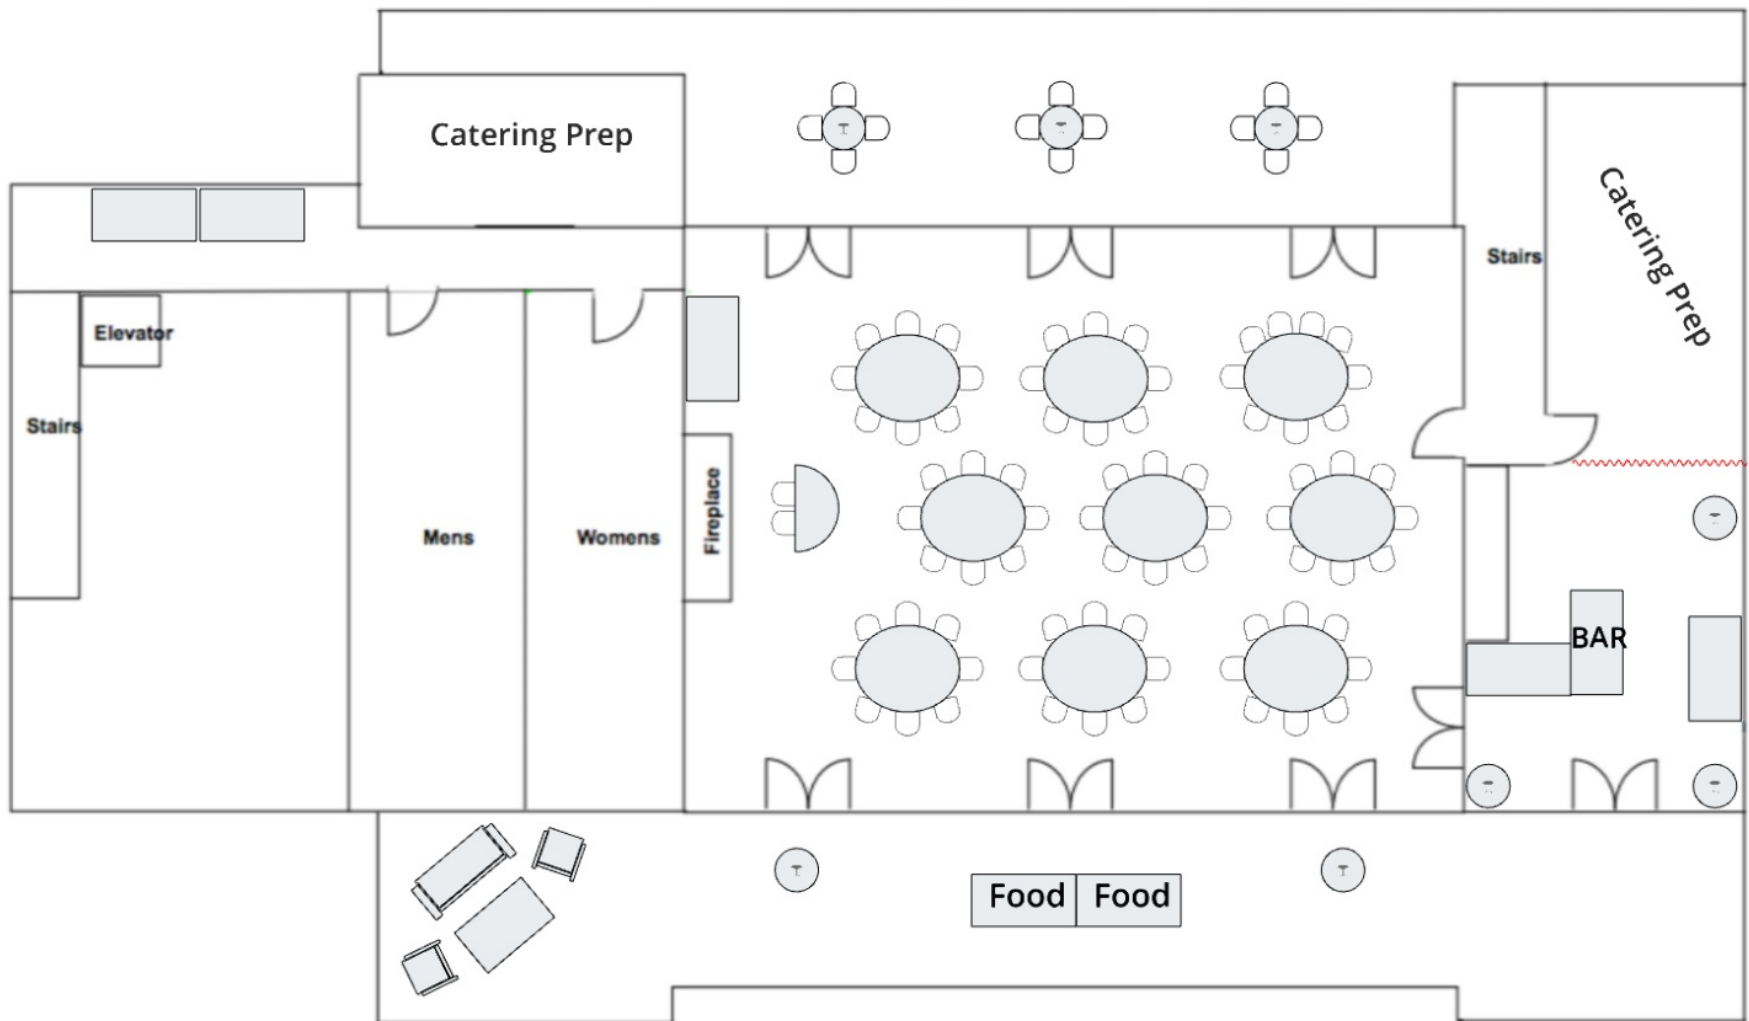 Catering Prep
Catering Prep
Stairs
Elevator
Stairs
Fireplace
Mens
Womens
BAR
Food
Food